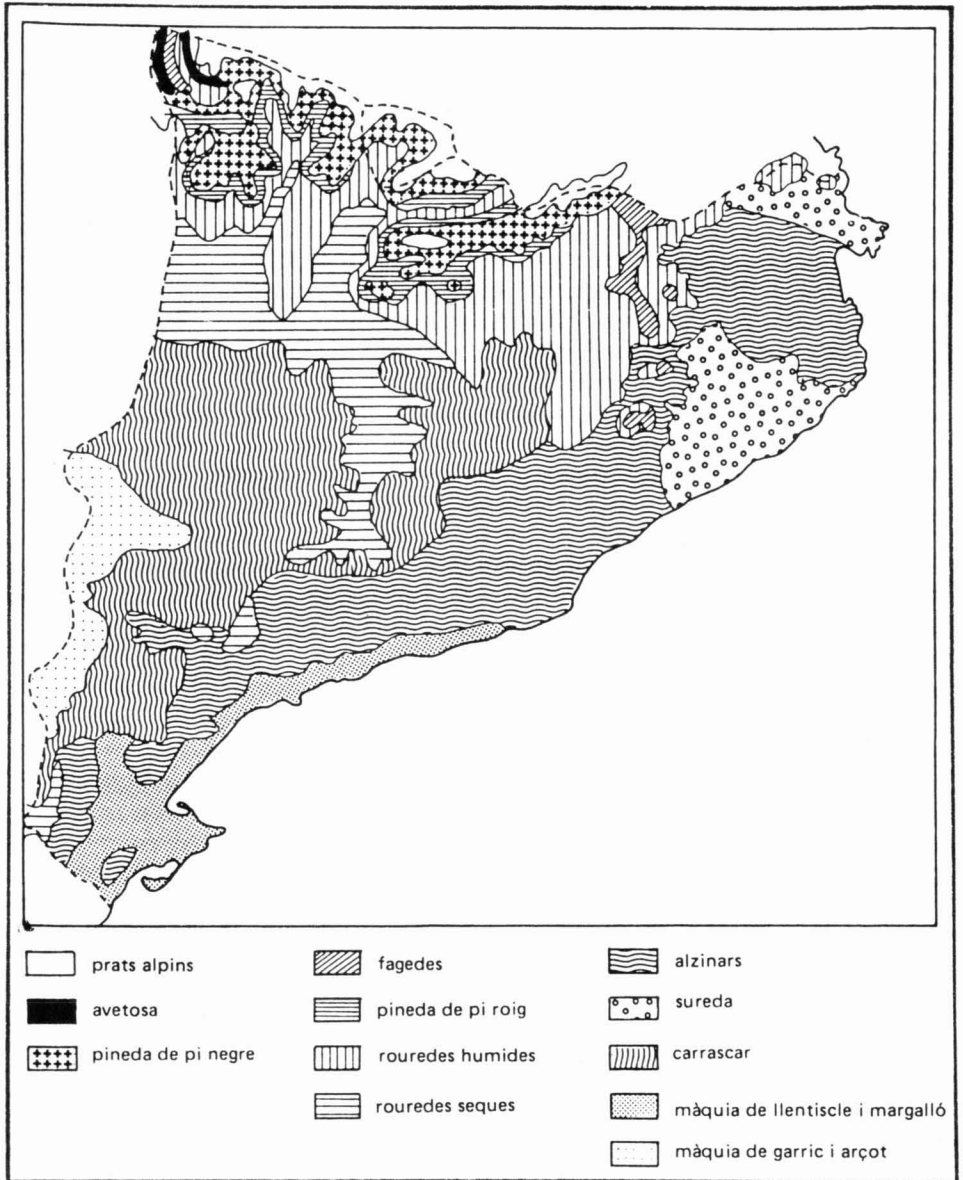 prats alpins
avetosa
pineda de pi negre
fagedes
pineda de pi roig
rouredes humides
rouredes seques
alzinars
sureda
carrascar
màquia de llentiscle i margalló
màquia de garric i arçot